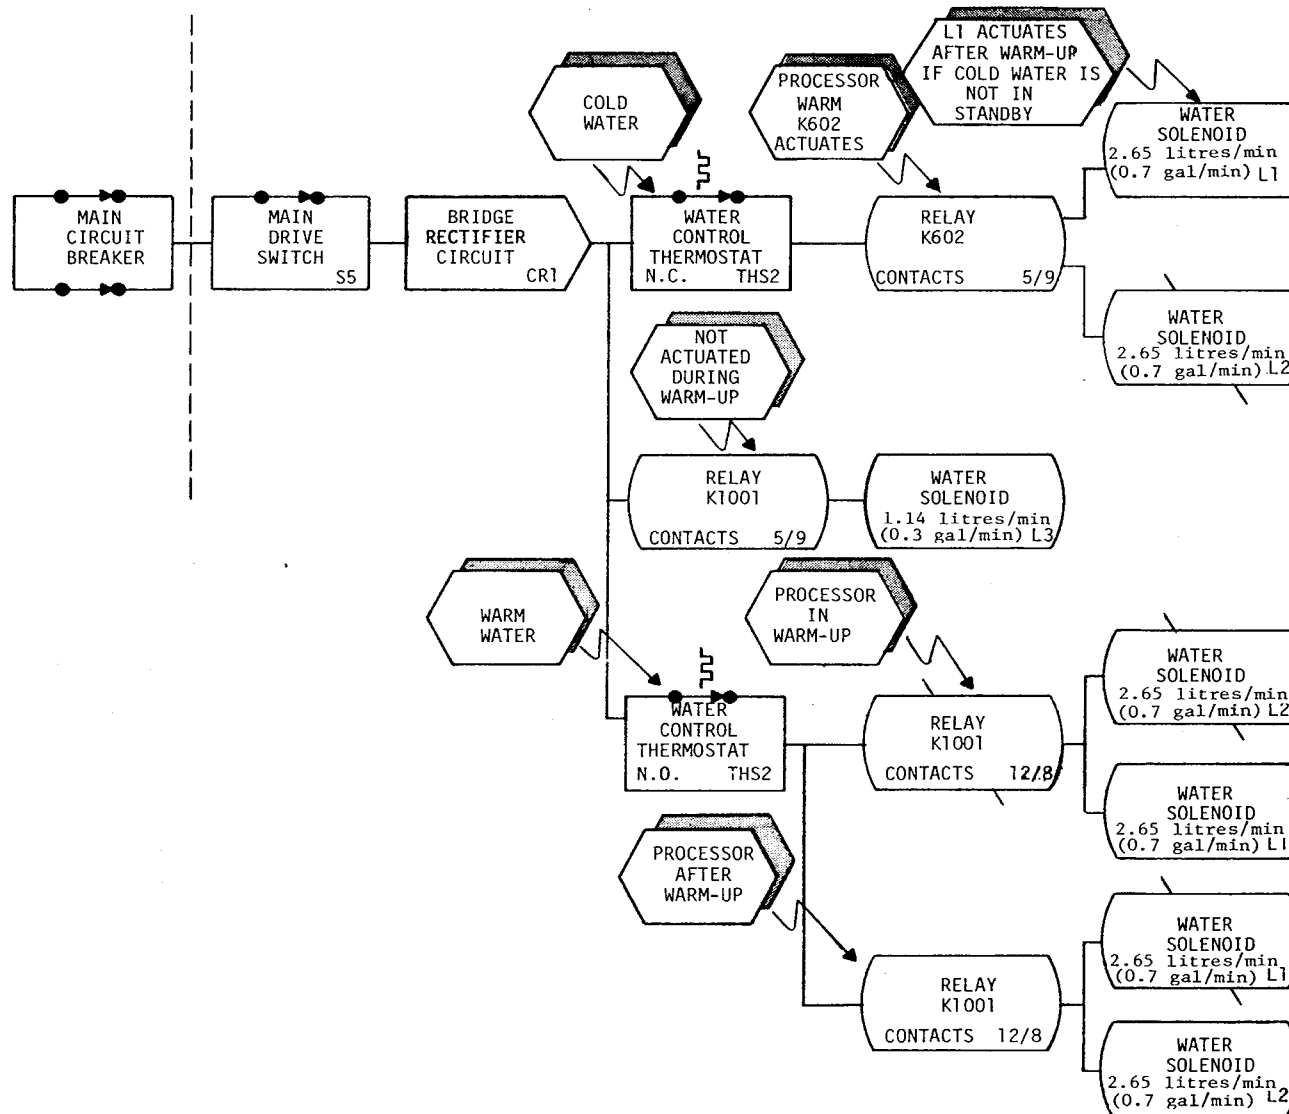 L1 ACTUATES
AFTER WARM-UP
IF COLD WATER IS
NOT IN
STANDBY
COLD
WATER
PROCESSOR
WARM
K602
ACTUATES
WATER
SOLENOID
2.65 litres/min
(0.7 gal/min) L1
MAIN
CIRCUIT
BREAKER
MAIN
DRIVE
SWITCH
S5
BRIDGE
RECTIFIER
CIRCUIT
CR1
WATER
CONTROL
THERMOSTAT
N.C. THS2
RELAY
K602
CONTACTS 5/9
WATER
SOLENOID
2.65 litres/min
(0.7 gal/min) L2
NOT
ACTUATED
DURING
WARM-UP
RELAY
K1001
CONTACTS 5/9
WATER
SOLENOID
1.14 litres/min
(0.3 gal/min) L3
WARM
WATER
PROCESSOR
IN
WARM-UP
WATER
CONTROL
THERMOSTAT
N.O. THS2
RELAY
K1001
CONTACTS 12/8
WATER
SOLENOID
2.65 litres/min
(0.7 gal/min) L2
WATER
SOLENOID
2.65 litres/min
(0.7 gal/min) L1
PROCESSOR
AFTER
WARM-UP
RELAY
K1001
CONTACTS 12/8
WATER
SOLENOID
2.65 litres/min
(0.7 gal/min) L1
WATER
SOLENOID
2.65 litres/min
(0.7 gal/min) L2